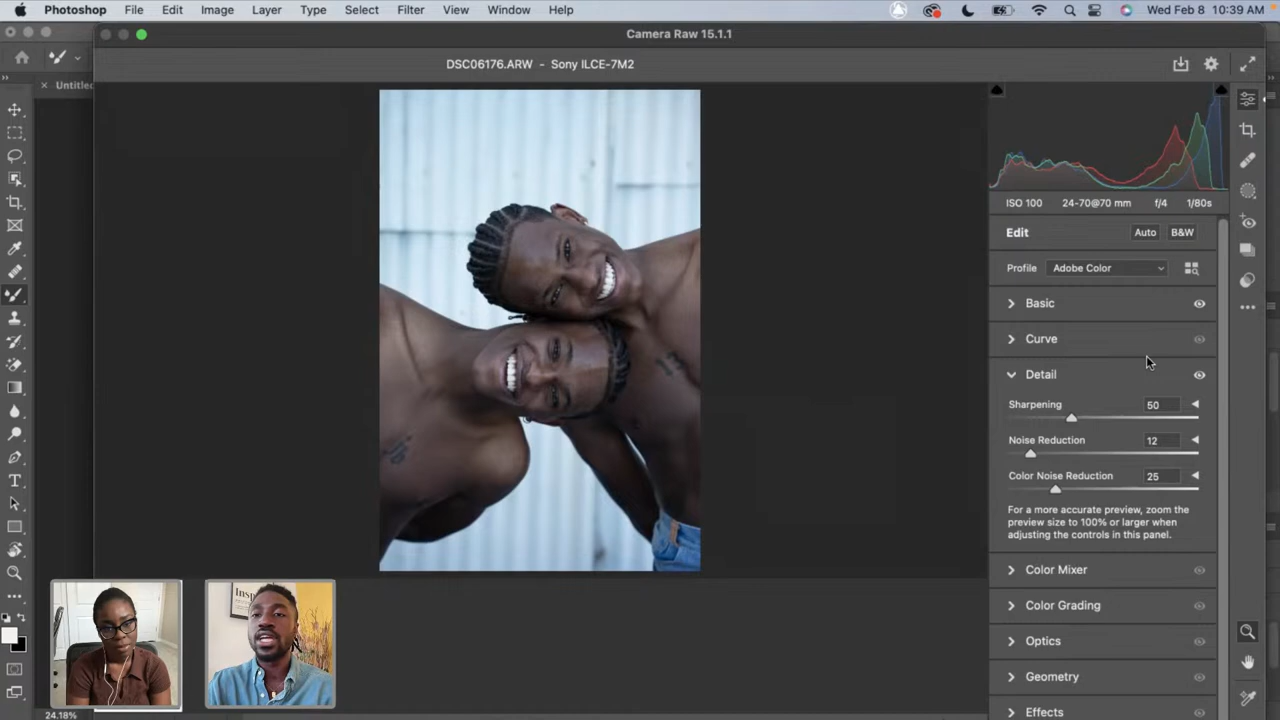 Photoshop File Edit Image Layer Type Select Filter View Window Help Wed Feb 8 10:39 AM
Camera Raw 15.1.1
DSC06176.ARW - Sony ILCE-7M2
Untitled
ISO 100 24-70@70 mm f/4 1/80s
Edit Auto B&W
Profile Adobe Color
Basic
Curve
Detail
Sharpening 50
Noise Reduction 12
Color Noise Reduction 25
For a more accurate preview, zoom the
preview size to 100% or larger when
adjusting the controls in this panel.
Color Mixer
Color Grading
Optics
Geometry
Effects
24.18%